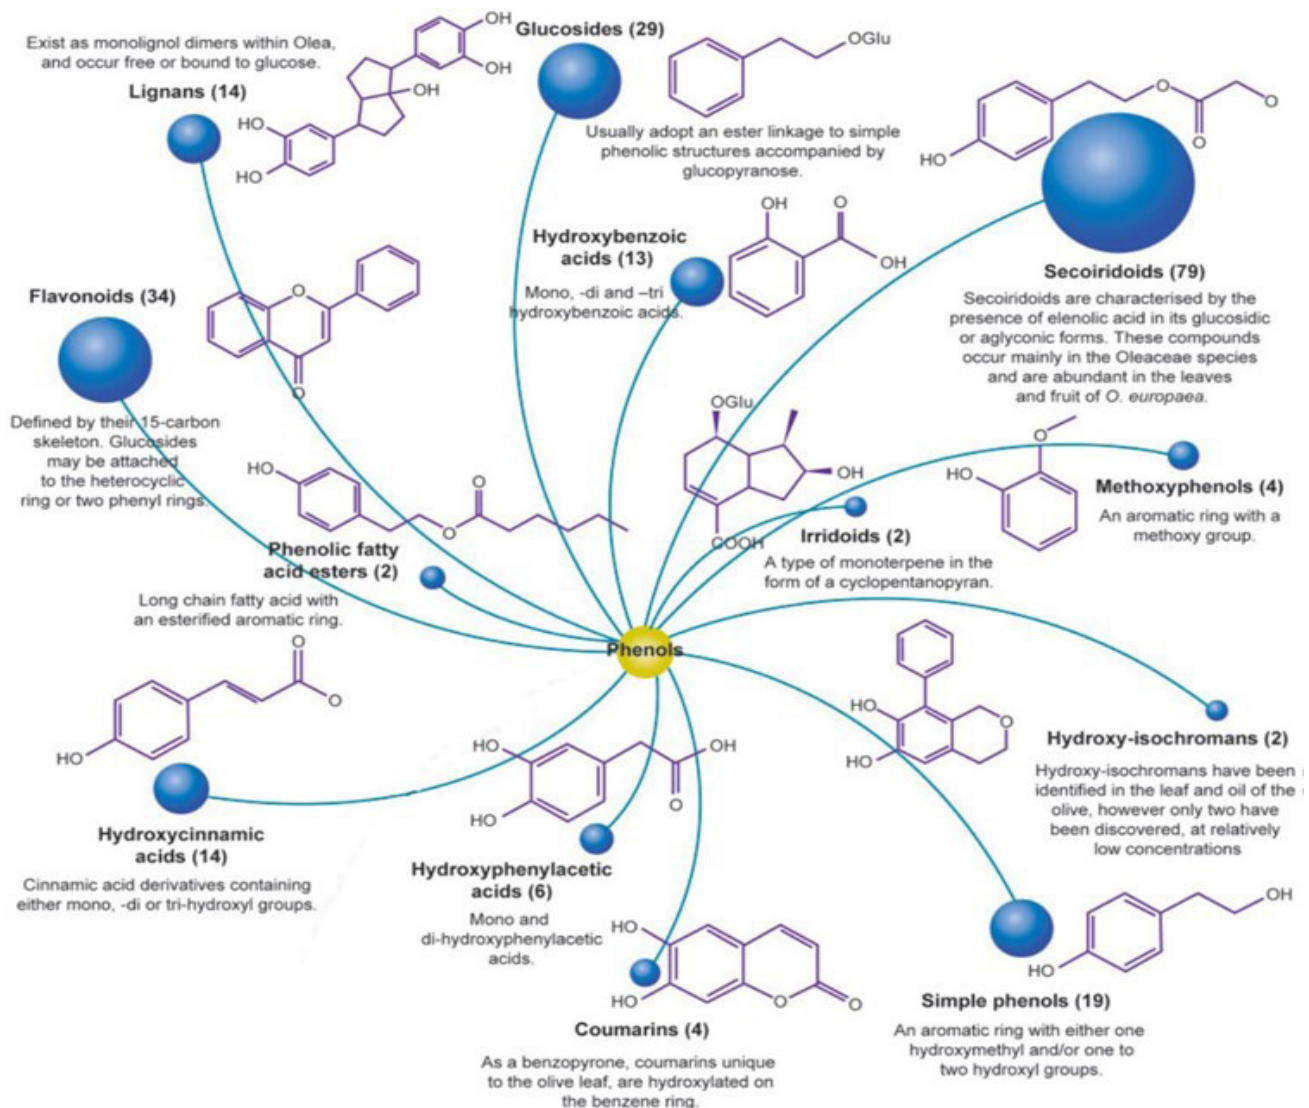 Exist as monolignol dimers within Olea,
and occur free or bound to glucose.
Lignans (14)
OH
OH
OH
HO
HO
Glucosides (29)
OGlu
Usually adopt an ester linkage to simple
phenolic structures accompanied by
glucopyranose.
O
O
O
HO
Secoiridoids (79)
Secoiridoids are characterised by the
presence of elenolic acid in its glucosidic
or aglyconic forms. These compounds
occur mainly in the Oleaceae species
and are abundant in the leaves
and fruit of O. europaea.
Hydroxybenzoic
acids (13)
Mono, -di and –tri
hydroxybenzoic acids.
OH
O
OH
Flavonoids (34)
O
O
Defined by their 15-carbon
skeleton. Glucosides
may be attached
to the heterocyclic
ring or two phenyl rings.
HO
O
O
Phenolic fatty
acid esters (2)
Long chain fatty acid with
an esterified aromatic ring.
OGlu
OH
COOH
Irridoids (2)
A type of monoterpene in the
form of a cyclopentanopyran.
O
HO
Methoxyphenols (4)
An aromatic ring with a
methoxy group.
Phenols
O
O
HO
Hydroxycinnamic
acids (14)
Cinnamic acid derivatives containing
either mono, -di or tri-hydroxyl groups.
HO
OH
O
HO
Hydroxyphenylacetic
acids (6)
Mono and
di-hydroxyphenylacetic
acids.
HO
O
HO
Hydroxy-isochromans (2)
Hydroxy-isochromans have been
identified in the leaf and oil of the
olive, however only two have
been discovered, at relatively
low concentrations
HO
HO
O
O
Coumarins (4)
As a benzopyrone, coumarins unique
to the olive leaf, are hydroxylated on
the benzene ring.
OH
HO
Simple phenols (19)
An aromatic ring with either one
hydroxymethyl and/or one to
two hydroxyl groups.